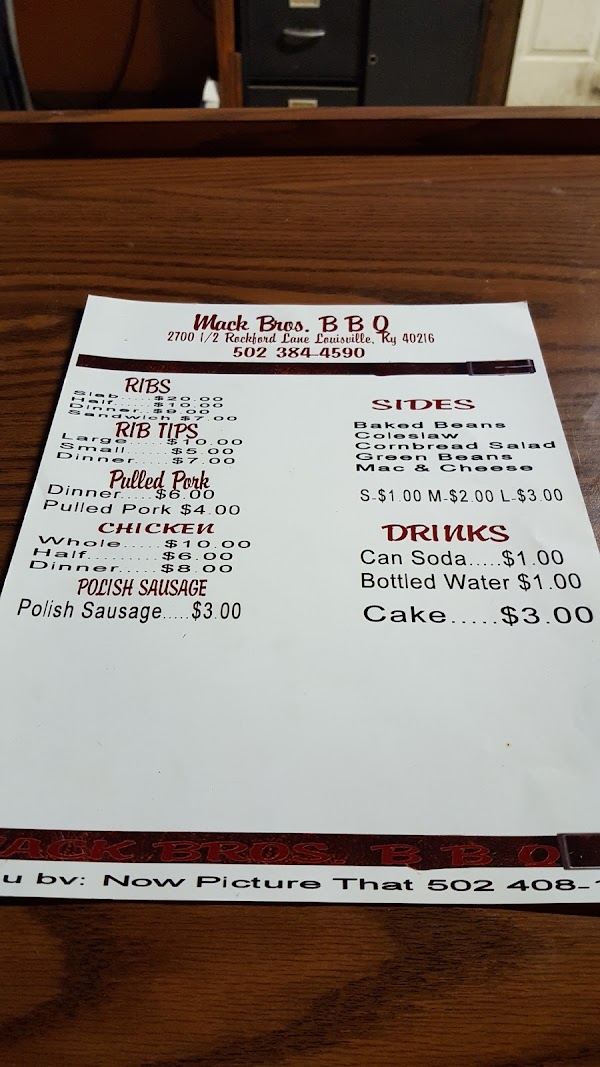 Mack Bros. B B Q
2700 1/2 Rockford Lane Louisville, Ky 40216
502 384-4590
RIBS
Slab.....$20.00
Half......$10.00
Dinner..$9.00
Sandwich $7.00
RIB TIPS
Large.....$10.00
Small......$5.00
Dinner.....$7.00
Pulled Pork
Dinner.....$6.00
Pulled Pork $4.00
CHICKEN
Whole.....$10.00
Half..........$6.00
Dinner......$8.00
POLISH SAUSAGE
Polish Sausage.....$3.00
SIDES
Baked Beans
Coleslaw
Cornbread Salad
Green Beans
Mac & Cheese
S-$1.00 M-$2.00 L-$3.00
DRINKS
Can Soda.....$1.00
Bottled Water $1.00
Cake.....$3.00
MACK BROS. B B Q
u by: Now Picture That 502 408-